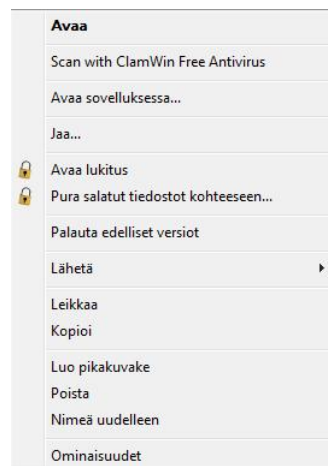 Avaa
Scan with ClamWin Free Antivirus
Avaa sovelluksessa...
Jaa...
Avaa lukitus
Pura salatut tiedostot kohteeseen...
Palauta edelliset versiot
Lähetä
Leikkaa
Kopioi
Luo pikakuvake
Poista
Nimeä uudelleen
Ominaisuudet